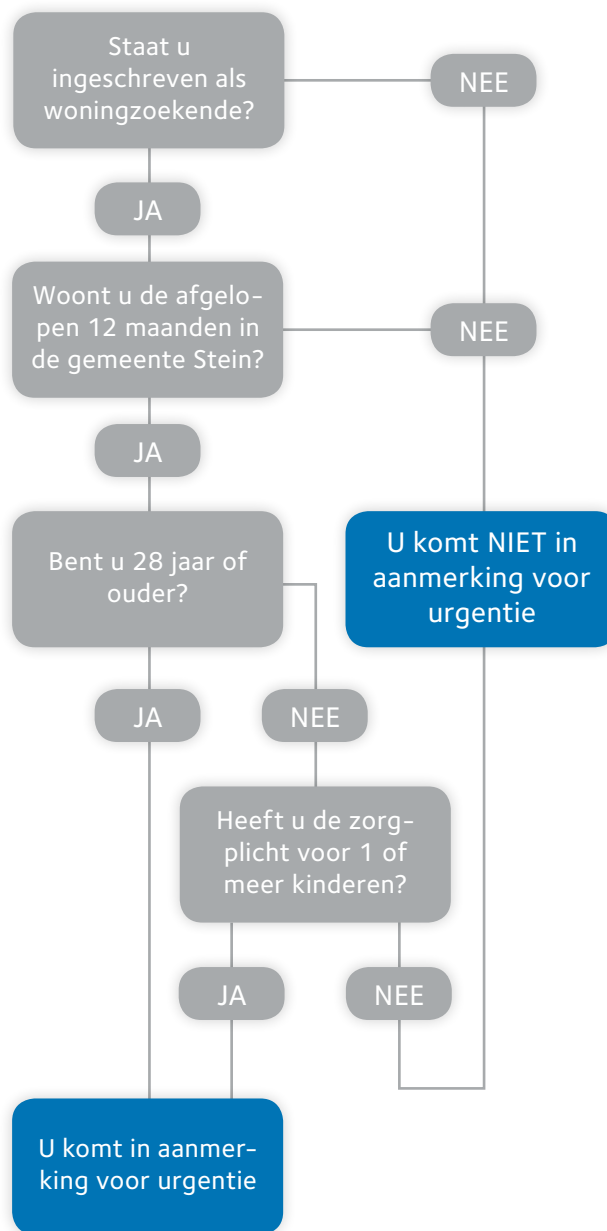 Staat u
ingeschreven als
woningzoekende?
NEE
JA
Woont u de afgelo-
pen 12 maanden in
de gemeente Stein?
NEE
JA
Bent u 28 jaar of
ouder?
U komt NIET in
aanmerking voor
urgentie
JA
NEE
Heeft u de zorg-
plicht voor 1 of
meer kinderen?
JA
NEE
U komt in aanmer-
king voor urgentie